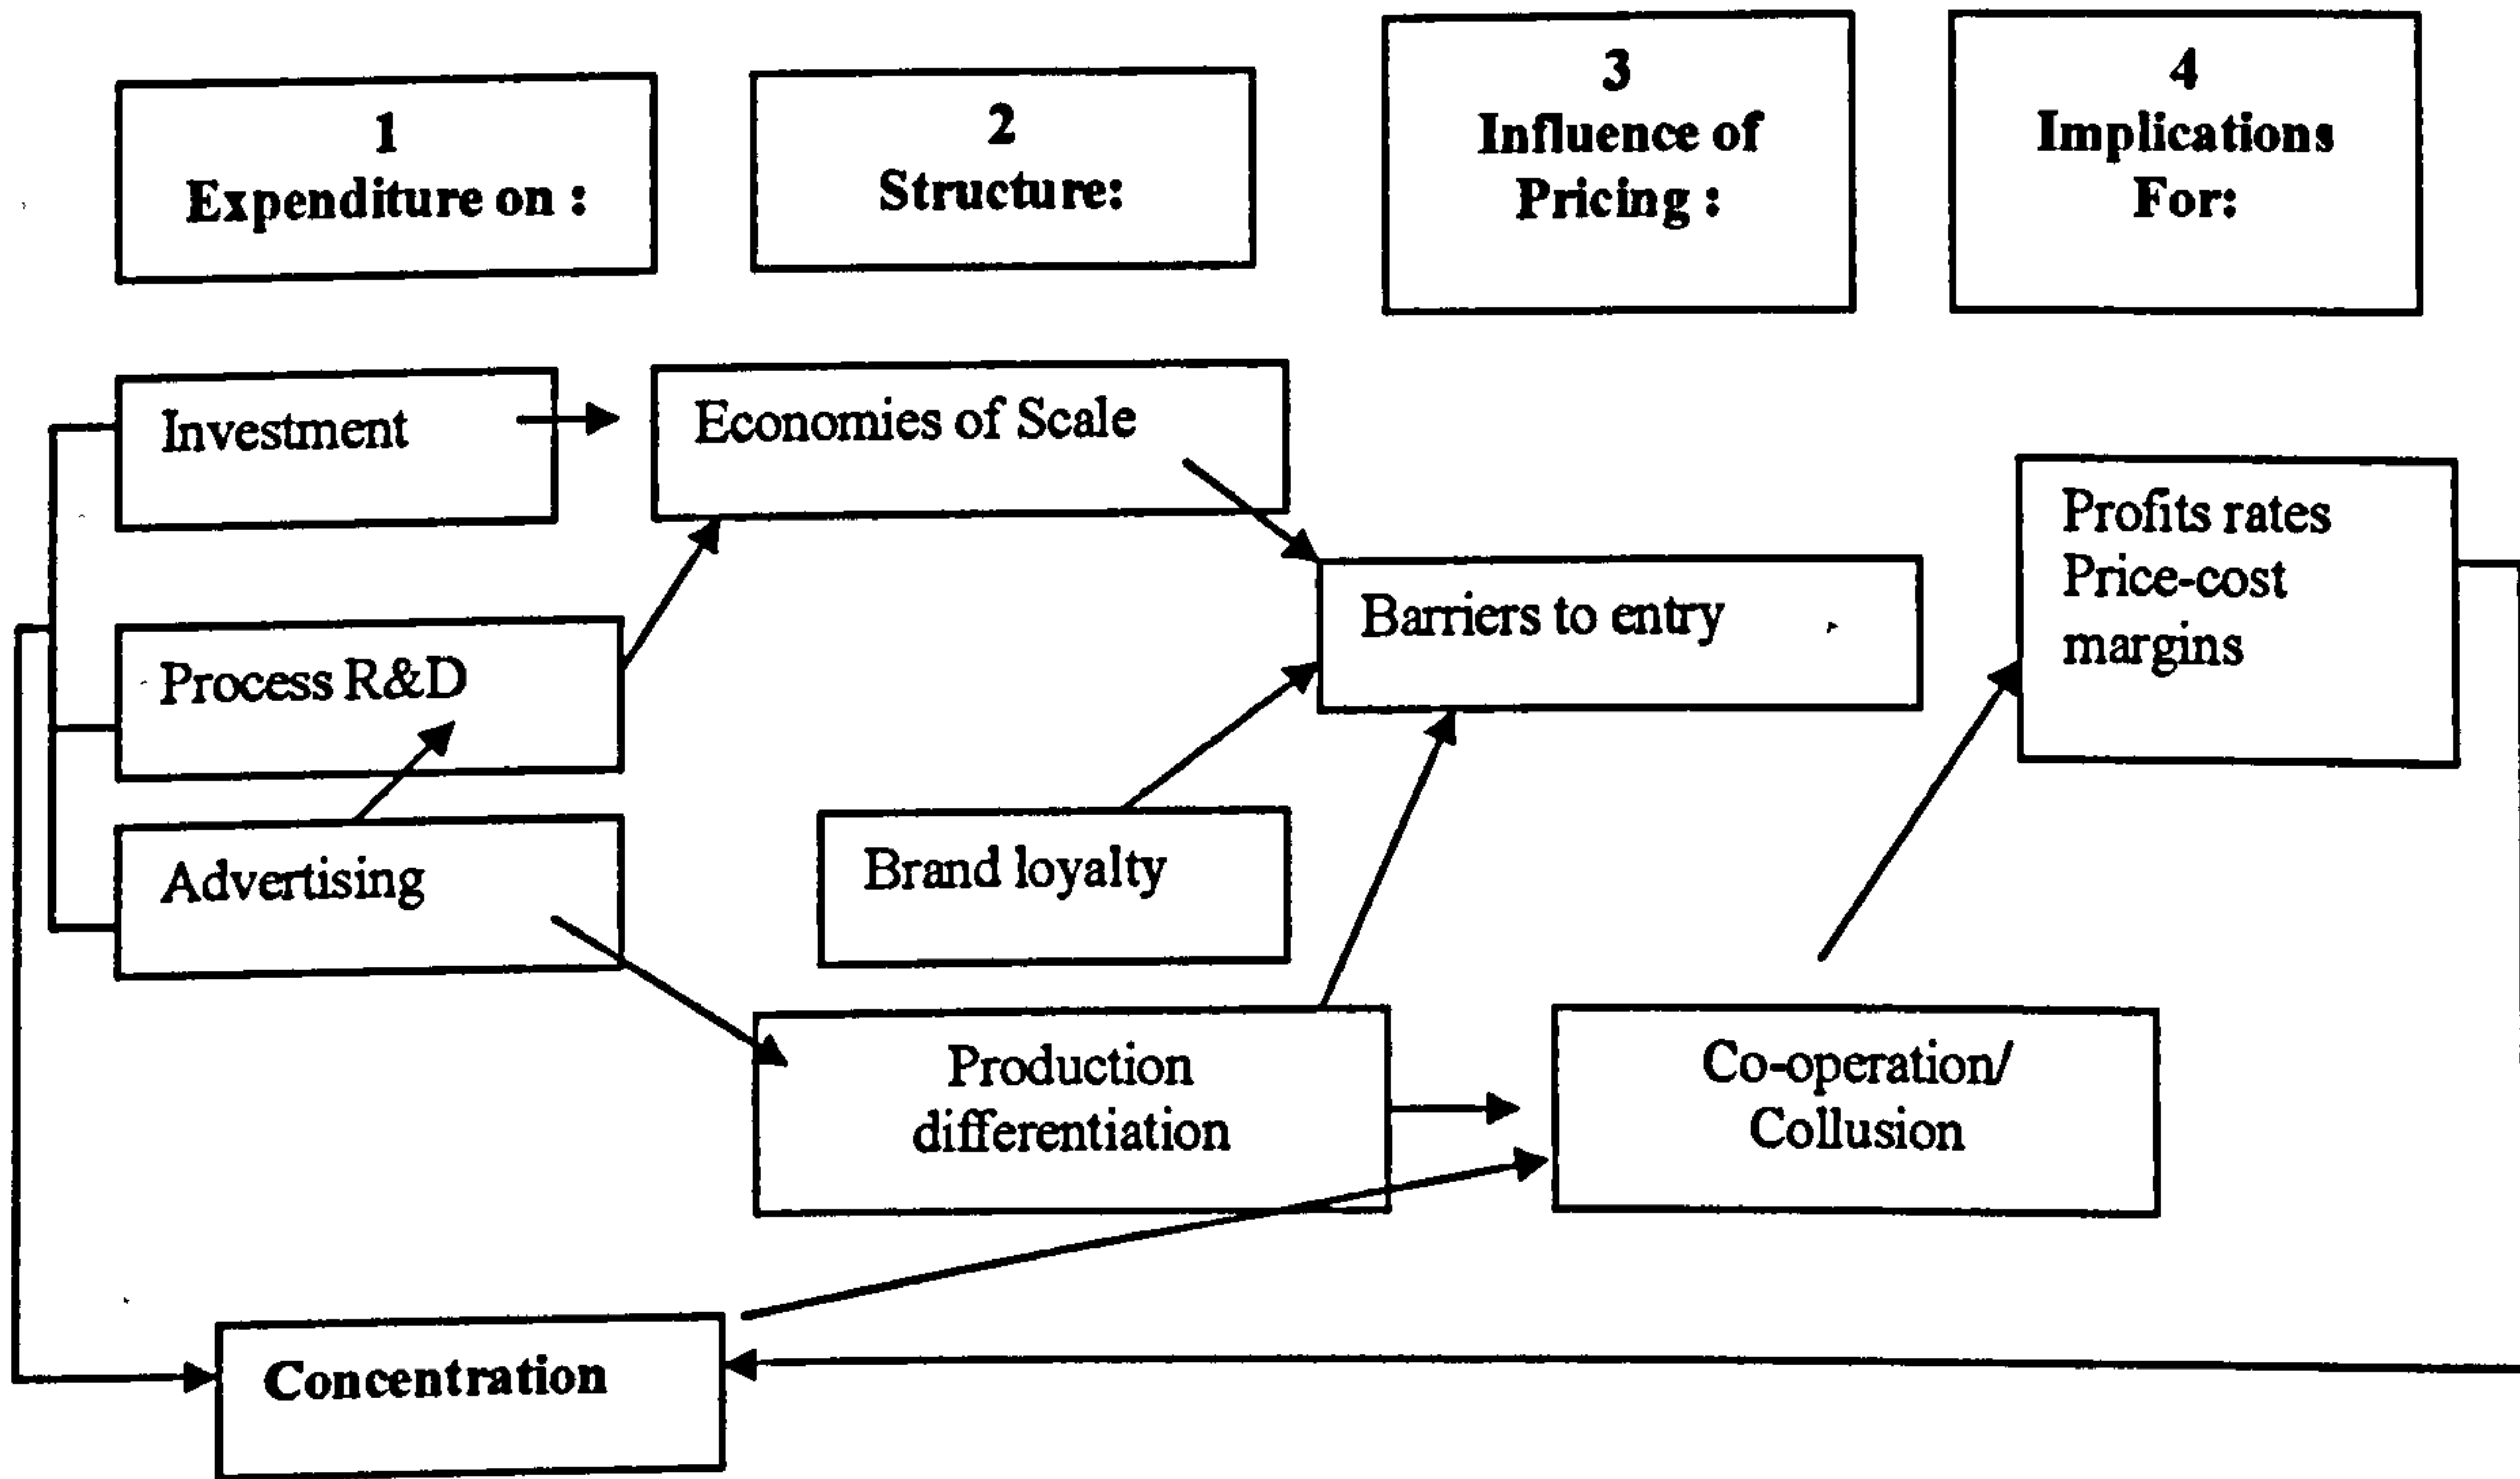 1
Expenditure on :
2
Structure:
3
Influence of
Pricing :
4
Implications
For:
Investment
Economies of Scale
Profits rates
Price-cost
margins
Barriers to entry
Process R&D
Brand loyalty
Advertising
Production
differentiation
Co-operation/
Collusion
Concentration